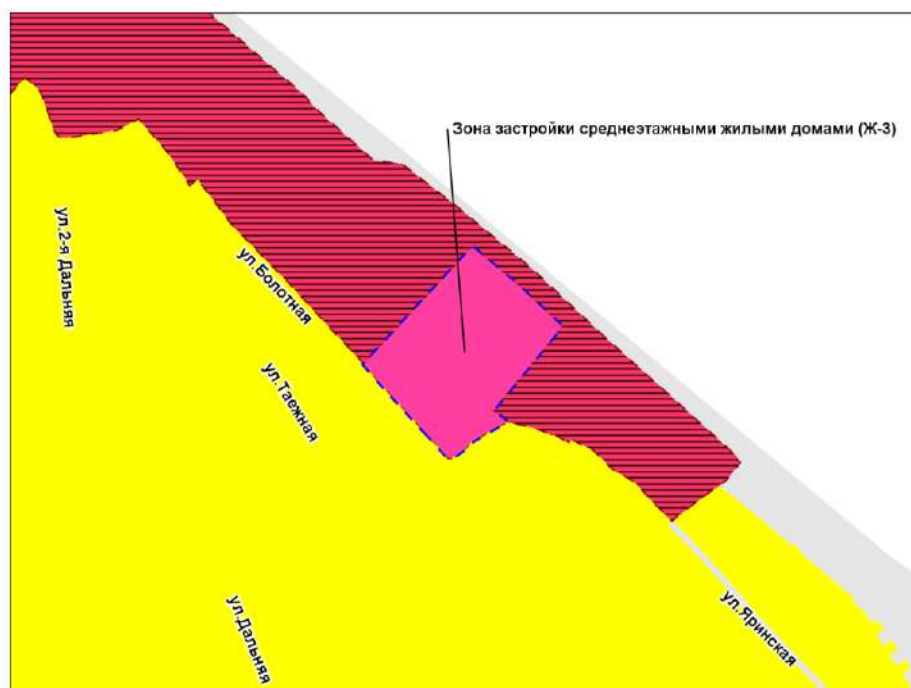 Зона застройки среднеэтажными жилыми домами (Ж-3)
ул.2-я Дальняя
ул.Болотная
ул.Таежная
ул.Дальняя
ул.Яринская